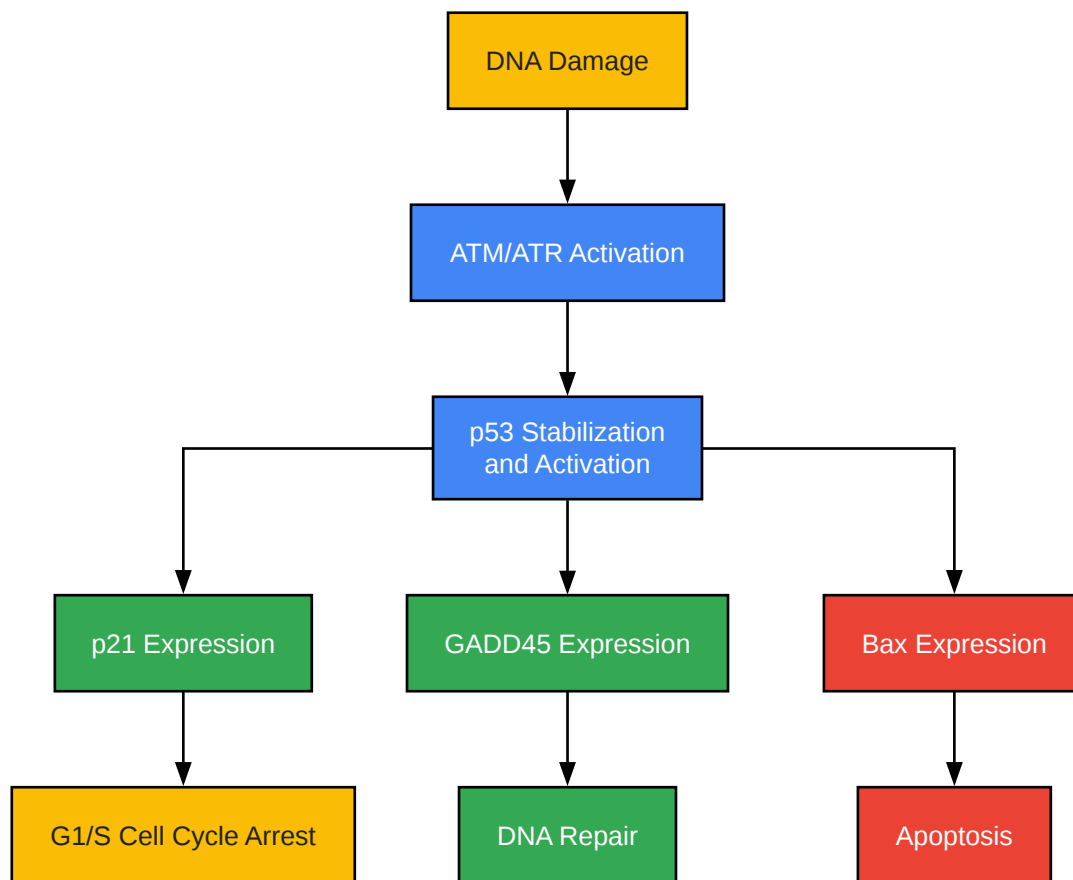 DNA Damage
ATM/ATR Activation
p53 Stabilization
and Activation
p21 Expression
GADD45 Expression
Bax Expression
G1/S Cell Cycle Arrest
DNA Repair
Apoptosis